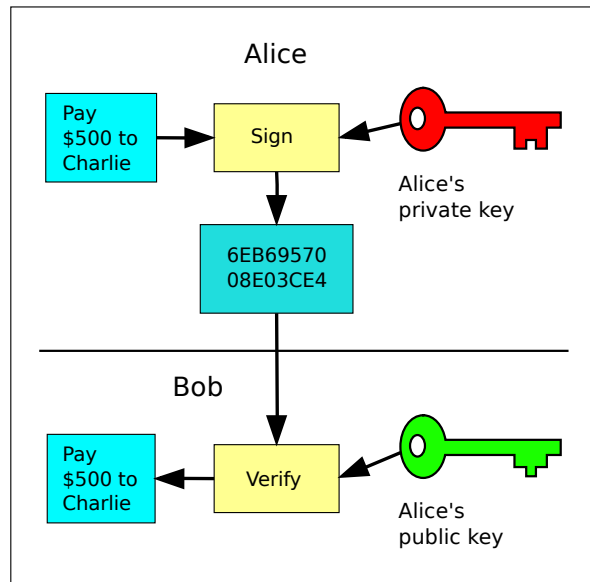 Alice
Pay
$500 to
Charlie
Sign
Alice's
private key
6EB69570
08E03CE4
Bob
Pay
$500 to
Charlie
Verify
Alice's
public key